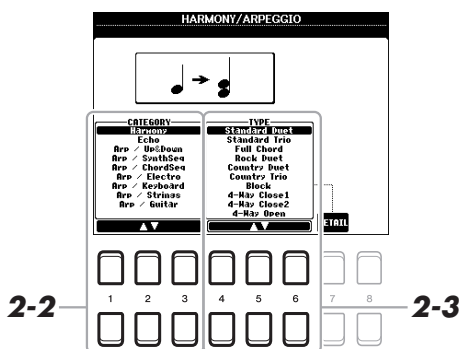 HARMONY/ARPEGGIO
CATEGORY
Harmony
Echo
Arp / Up&Down
Arp / SynthSeq
Arp / ChordSeq
Arp / Electro
Arp / Keyboard
Arp / Strings
Arp / Guitar
TYPE
Standard Duet
Standard Trio
Full Chord
Rock Duet
Country Duet
Country Trio
Block
4-Way Close1
4-Way Close2
4-Way Open
ETAIL
2-2
1 2 3 4 5 6 7 8
2-3